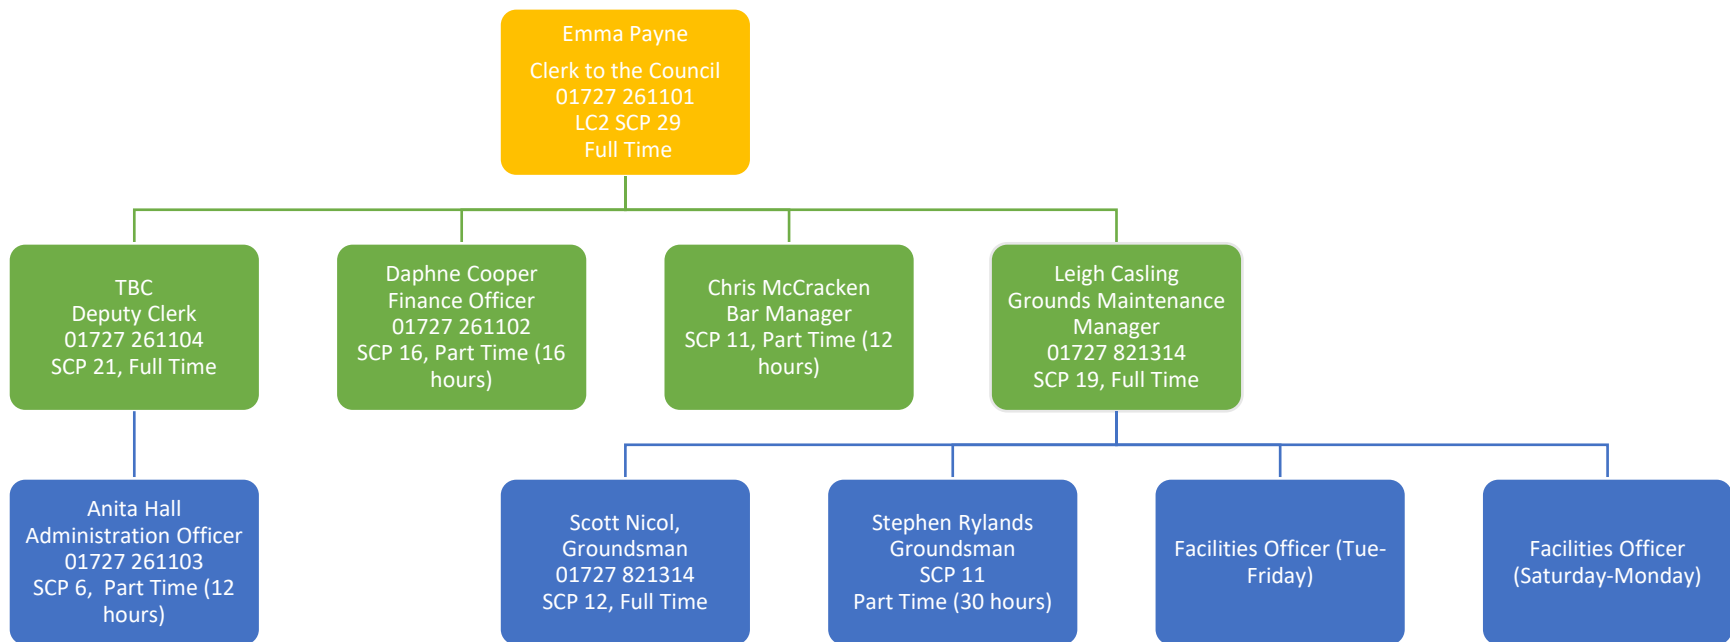 Emma Payne
Clerk to the Council
01727 261101
LC2 SCP 29
Full Time
TBC
Deputy Clerk
01727 261104
SCP 21, Full Time
Daphne Cooper
Finance Officer
01727 261102
SCP 16, Part Time (16
hours)
Chris McCracken
Bar Manager
SCP 11, Part Time (12
hours)
Leigh Casling
Grounds Maintenance
Manager
01727 821314
SCP 19, Full Time
Anita Hall
Administration Officer
01727 261103
SCP 6,  Part Time (12
hours)
Scott Nicol,
Groundsman
01727 821314
SCP 12, Full Time
Stephen Rylands
Groundsman
SCP 11
Part Time (30 hours)
Facilities Officer (Tue-
Friday)
Facilities Officer
(Saturday-Monday)